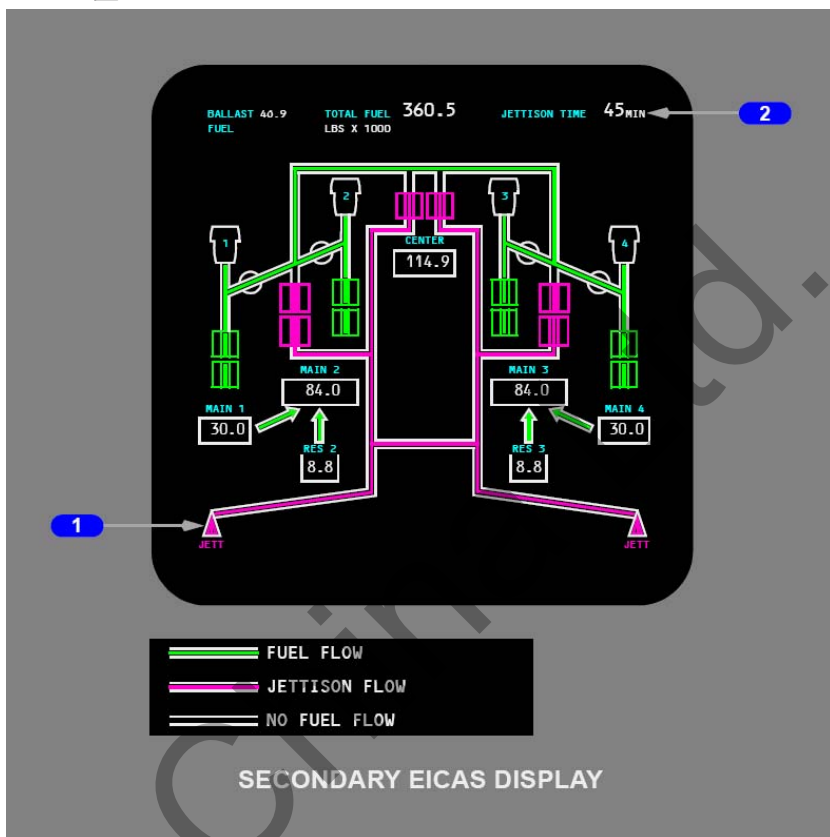 BALLAST 40.9 TOTAL FUEL 360.5 JETTISON TIME 45MIN
FUEL LBS X 1000
2
2 3
1 4
CENTER
114.9
MAIN 2 MAIN 3
84.0 84.0
MAIN 1 MAIN 4
30.0 30.0
RES 2 RES 3
8.8 8.8
1
JETT JETT
FUEL FLOW
JETTISON FLOW
NO FUEL FLOW
SECONDARY EICAS DISPLAY